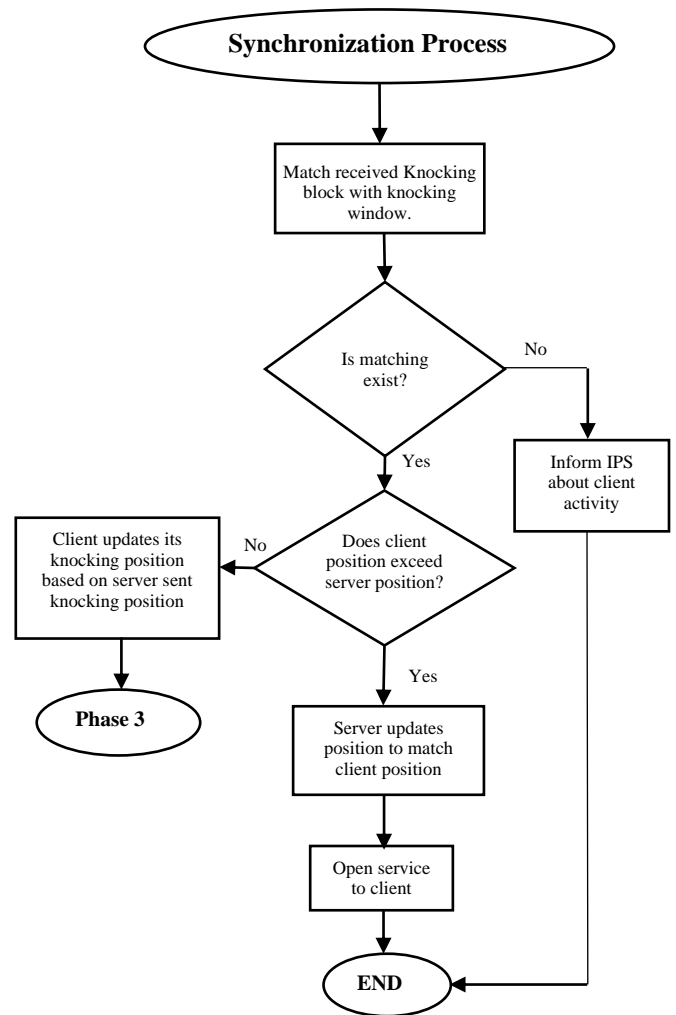 Synchronization Process
Match received Knocking
block with knocking
window.
Is matching
exist?
No
Inform IPS
about client
activity
Yes
Does client
position exceed
server position?
No
Client updates its
knocking position
based on server sent
knocking position
Phase 3
Yes
Server updates
position to match
client position
Open service
to client
END